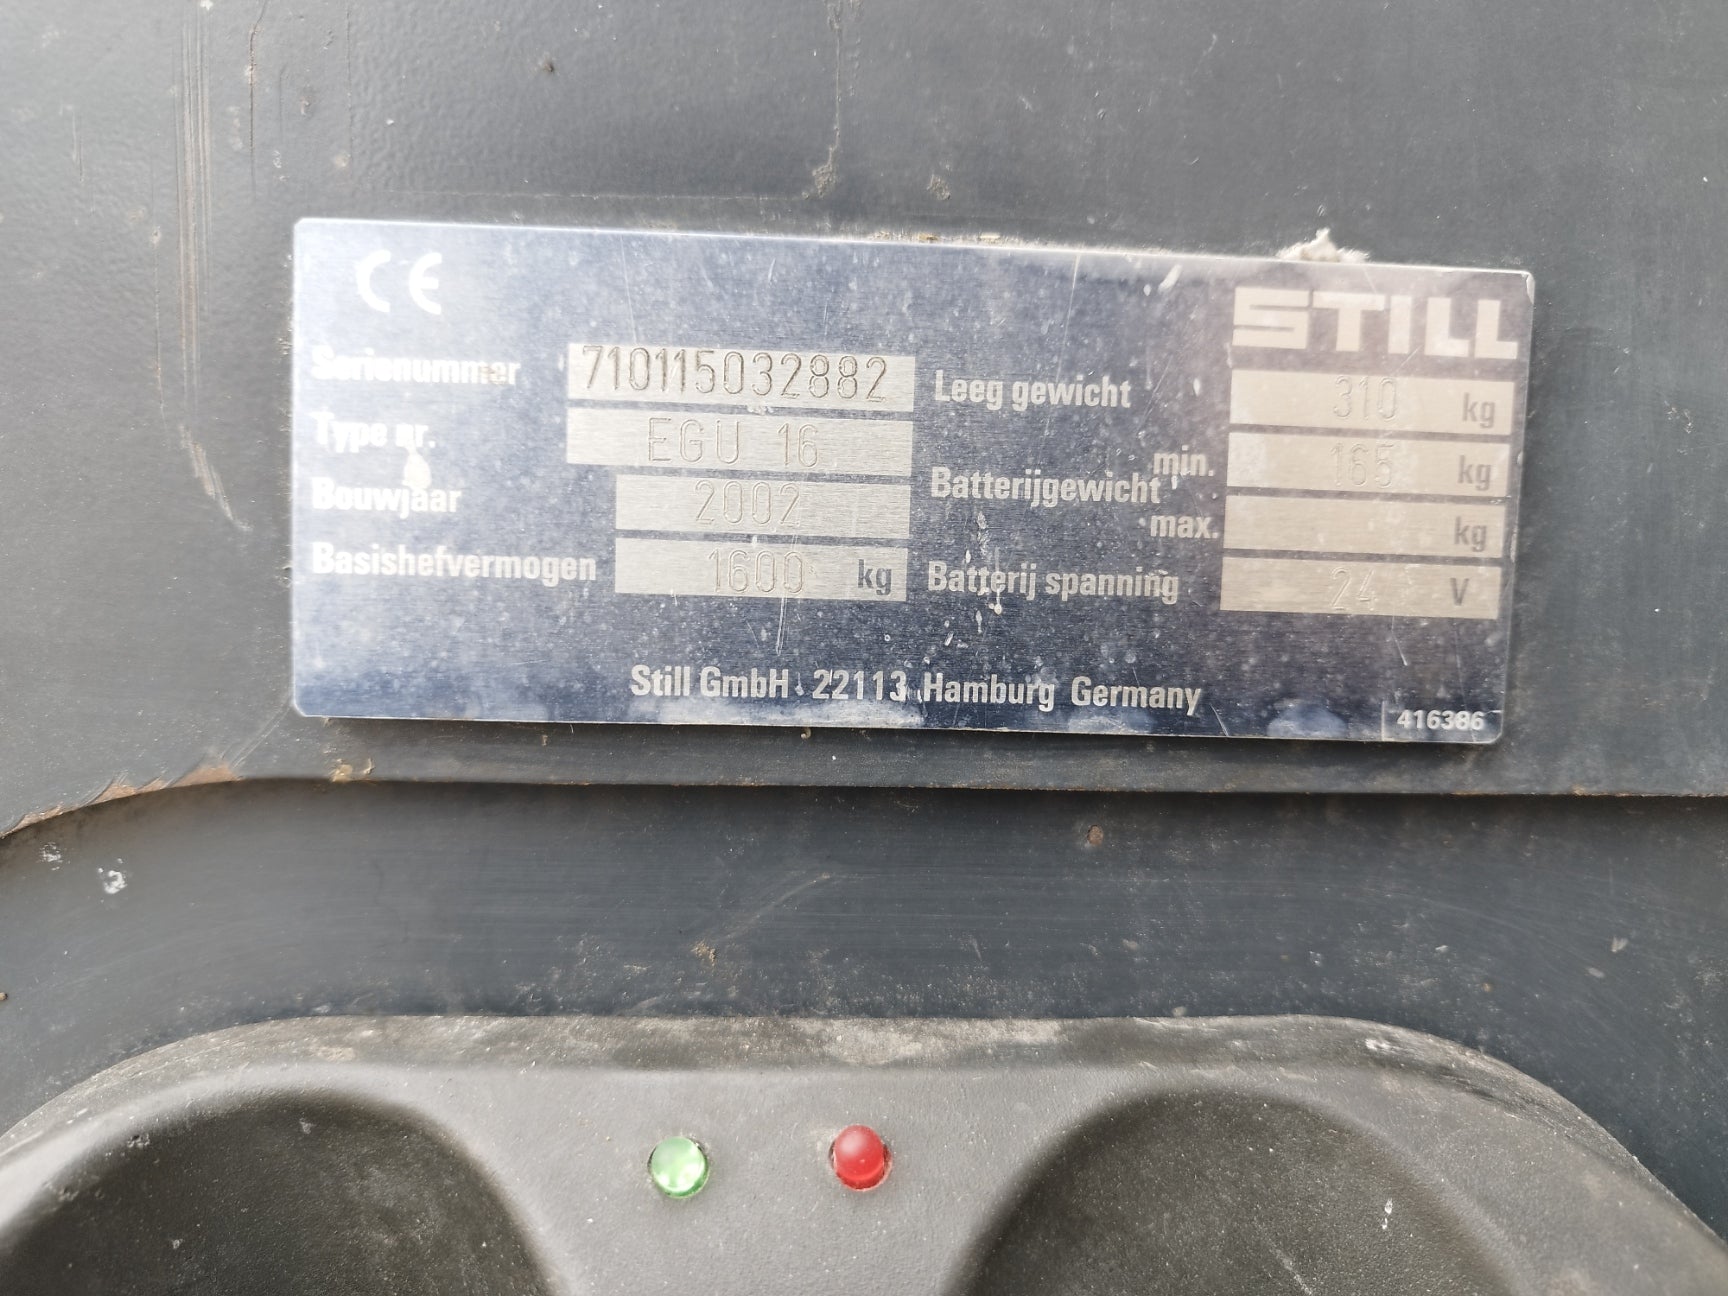 CE
STILL
Serienummer 710115032882
Type nr. EGU 16
Bouwjaar 2002
Basishefvermogen 1600 kg
Leeg gewicht 310 kg
Batterijgewicht min. 165 kg
max. kg
Batterij spanning 24 V
Still GmbH 22113 Hamburg Germany
416386